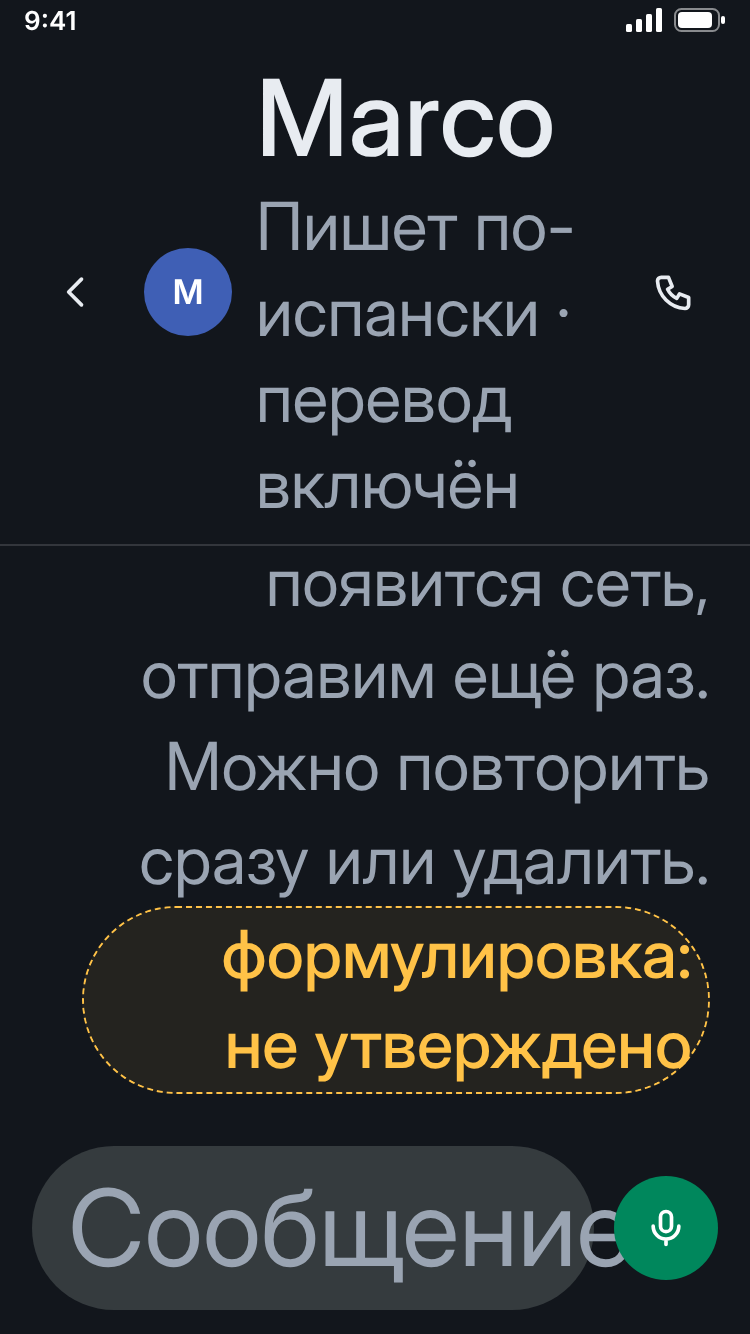 9:41
Marco
Пишет по-
испански ·
перевод
включён
M
появится сеть,
отправим ещё раз.
Можно повторить
сразу или удалить.
формулировка:
не утверждено
Сообщение